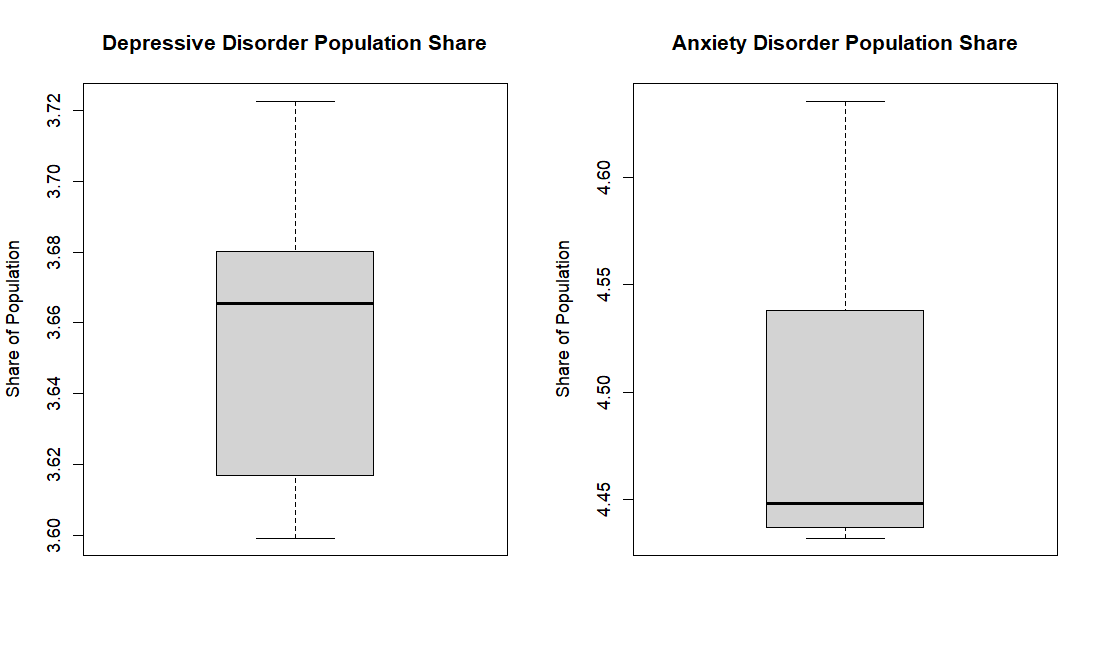 Depressive Disorder Population Share
Share of Population
3.72
3.70
3.68
3.66
3.64
3.62
3.60
Anxiety Disorder Population Share
Share of Population
4.60
4.55
4.50
4.45